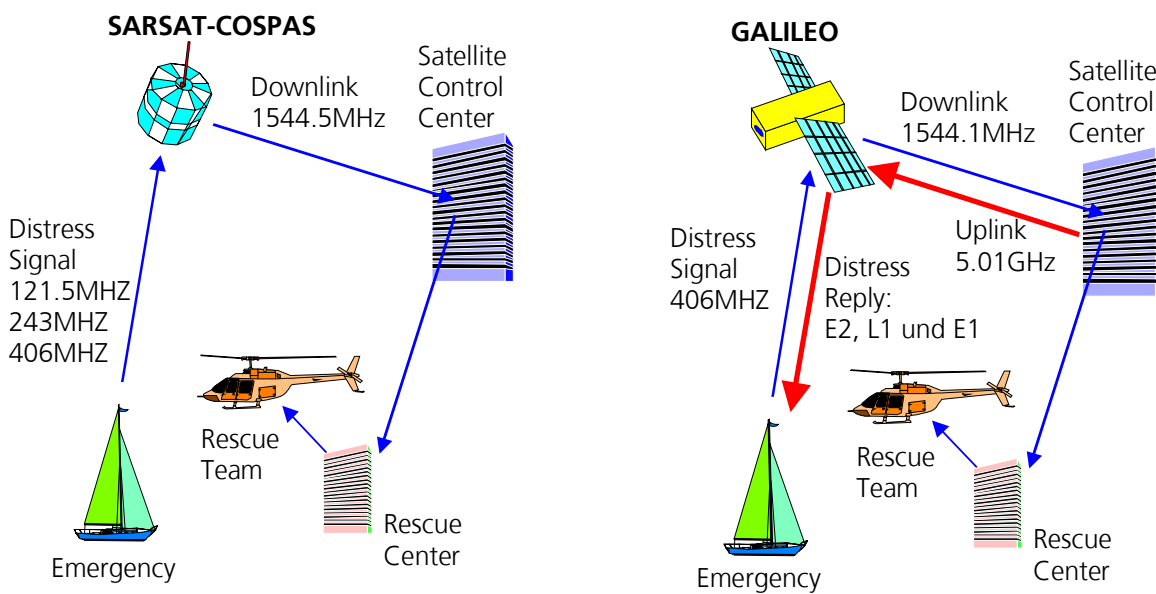 SARSAT-COSPAS
Satellite
Control
Center
Downlink
1544.5MHz
Distress
Signal
121.5MHZ
243MHZ
406MHZ
Rescue
Team
Rescue
Center
Emergency
GALILEO
Satellite
Control
Center
Downlink
1544.1MHz
Uplink
5.01GHz
Distress
Signal
406MHZ
Distress
Reply:
E2, L1 und E1
Rescue
Team
Rescue
Center
Emergency